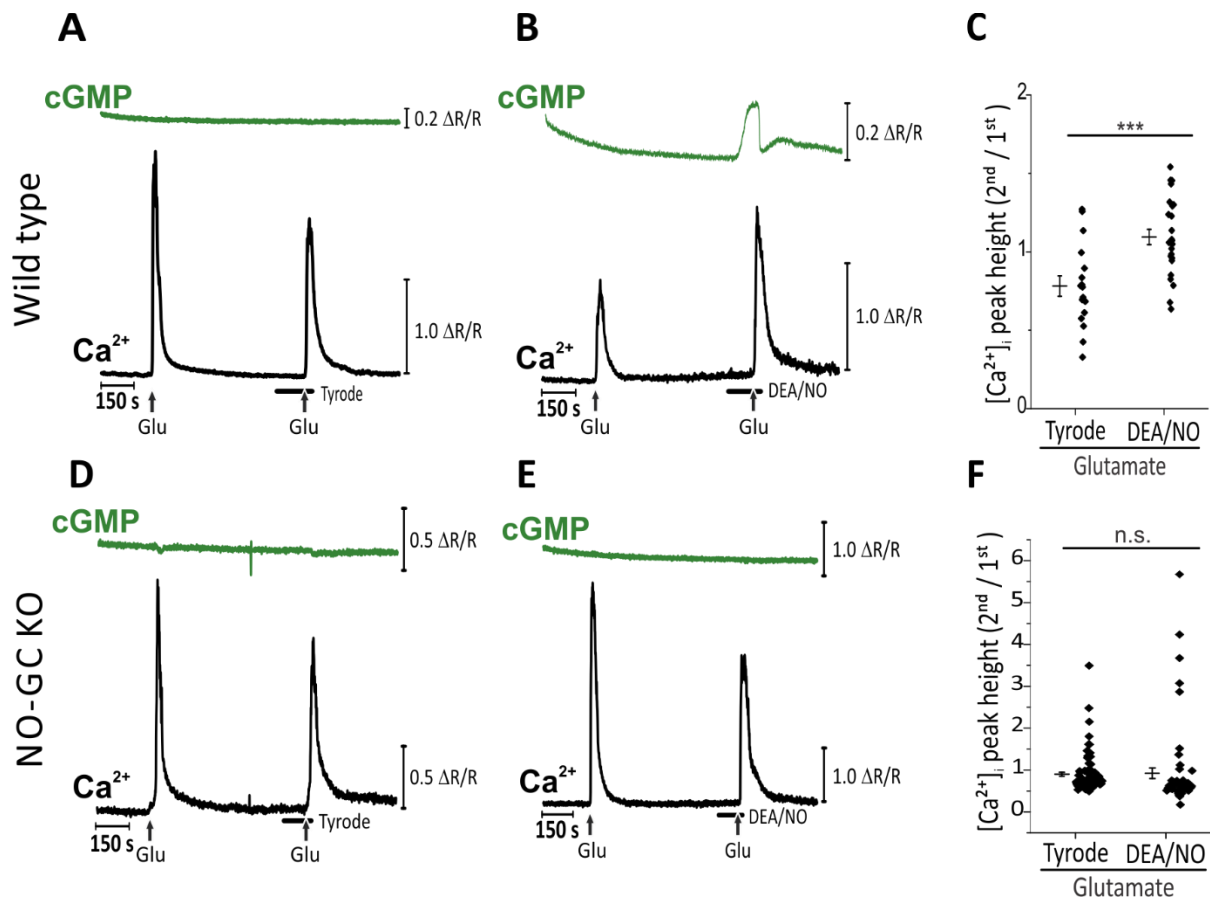 A
B
C
Wild type
cGMP
0.2 ΔR/R
Ca²⁺
1.0 ΔR/R
150 s
Tyrode
Glu
Glu
cGMP
0.2 ΔR/R
Ca²⁺
1.0 ΔR/R
150 s
DEA/NO
Glu
Glu
[Ca²⁺]ᵢ peak height (2ⁿᵈ / 1ˢᵗ)
2
1
0
***
Tyrode
DEA/NO
Glutamate
D
E
F
NO-GC KO
cGMP
0.5 ΔR/R
Ca²⁺
0.5 ΔR/R
150 s
Tyrode
Glu
Glu
cGMP
1.0 ΔR/R
Ca²⁺
1.0 ΔR/R
150 s
DEA/NO
Glu
Glu
[Ca²⁺]ᵢ peak height (2ⁿᵈ / 1ˢᵗ)
6
5
4
3
2
1
0
n.s.
Tyrode
DEA/NO
Glutamate